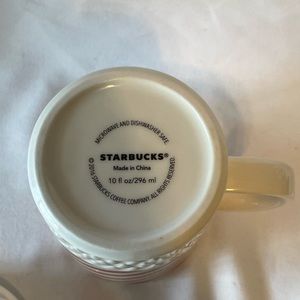 MICROWAVE AND DISHWASHER SAFE.
STARBUCKS®
Made in China
10 fl oz/296 ml
© 2016 STARBUCKS COFFEE COMPANY. ALL RIGHTS RESERVED.